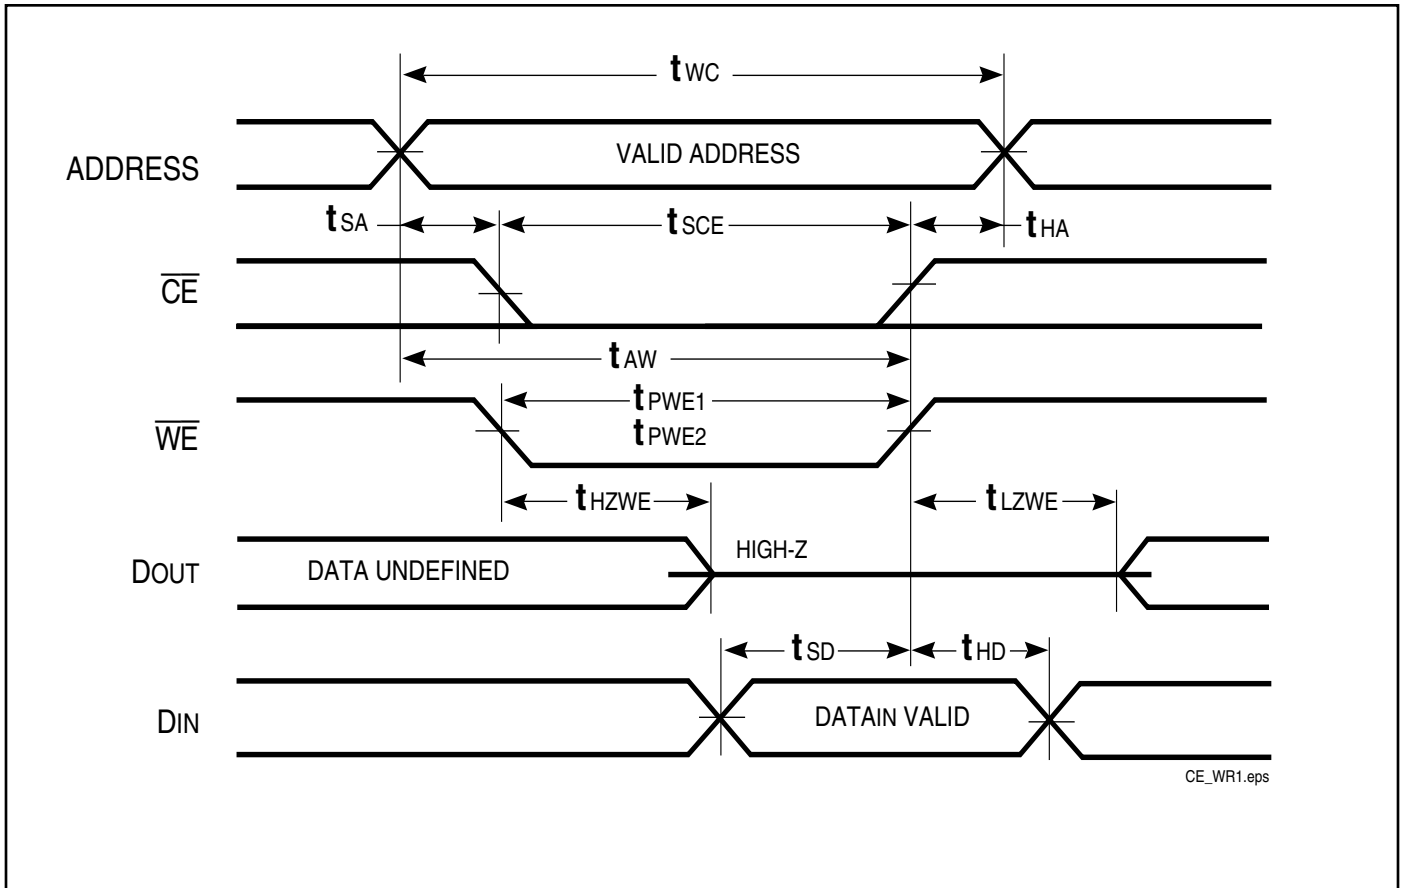 tWC
ADDRESS
VALID ADDRESS
tSA
tSCE
tHA
CE
tAW
WE
tPWE1
tPWE2
tHZWE
tLZWE
DOUT
DATA UNDEFINED
HIGH-Z
tSD
tHD
DIN
DATAIN VALID
CE_WR1.eps